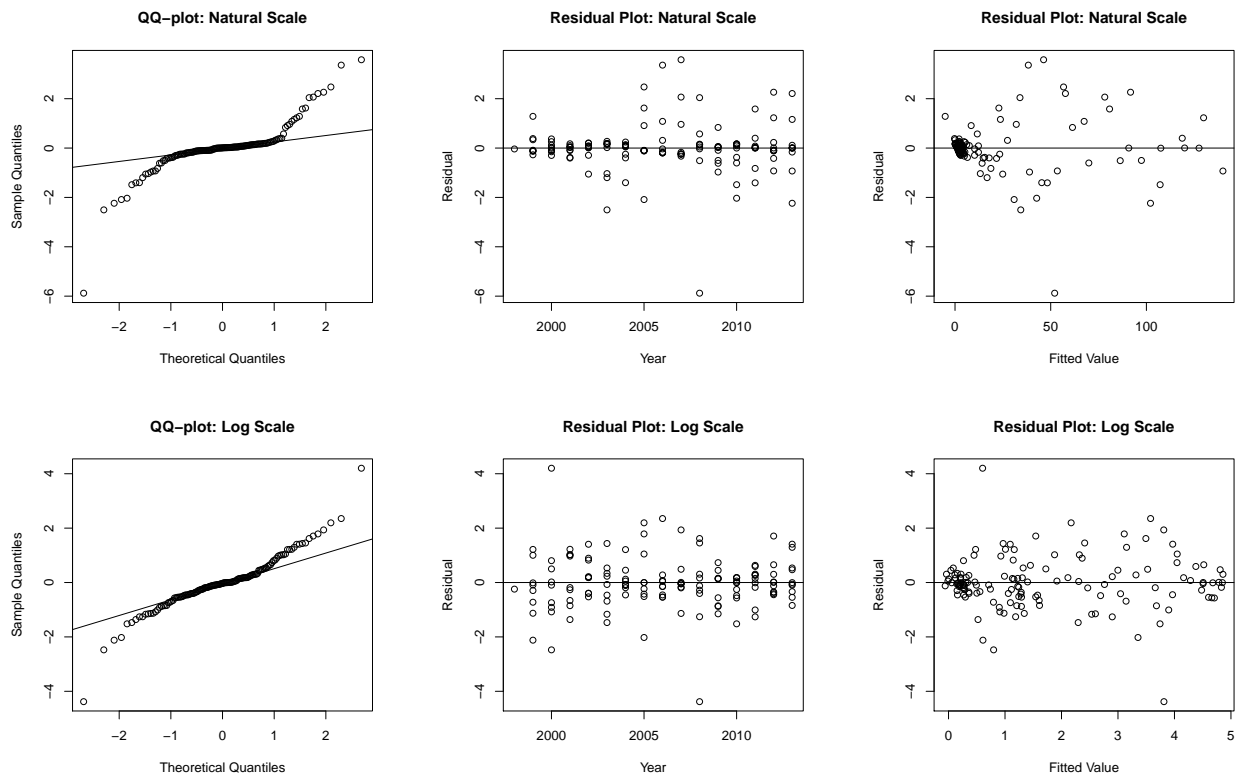 QQ−plot: Natural Scale
Sample Quantiles
2
0
−2
−4
−6
−2 −1 0 1 2
Theoretical Quantiles
Residual Plot: Natural Scale
Residual
2
0
−2
−4
−6
2000 2005 2010
Year
Residual Plot: Natural Scale
Residual
2
0
−2
−4
−6
0 50 100
Fitted Value
QQ−plot: Log Scale
Sample Quantiles
4
2
0
−2
−4
−2 −1 0 1 2
Theoretical Quantiles
Residual Plot: Log Scale
Residual
4
2
0
−2
−4
2000 2005 2010
Year
Residual Plot: Log Scale
Residual
4
2
0
−2
−4
0 1 2 3 4 5
Fitted Value